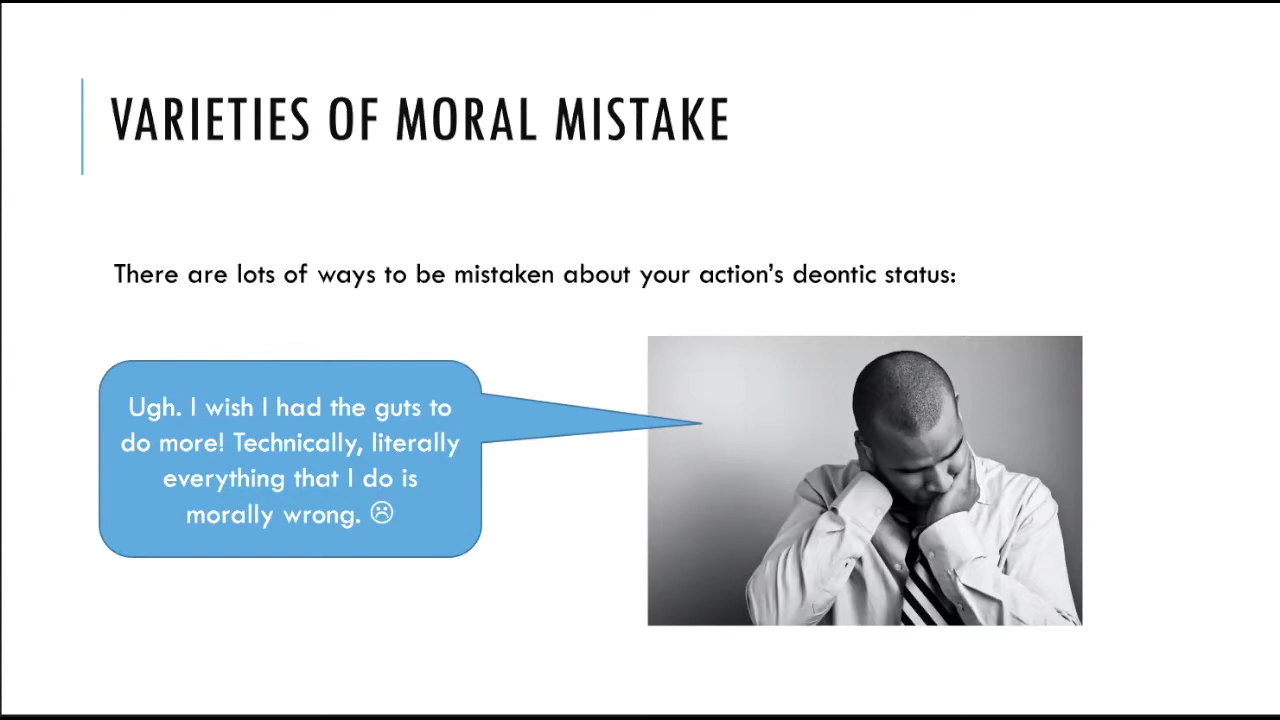 VARIETIES OF MORAL MISTAKE
There are lots of ways to be mistaken about your action's deontic status:
Ugh. I wish I had the guts to
do more! Technically, literally
everything that I do is
morally wrong. ☹